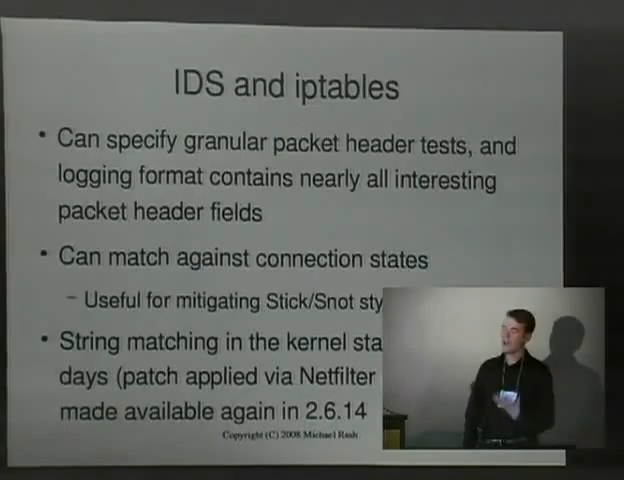 IDS and iptables
• Can specify granular packet header tests, and
logging format contains nearly all interesting
packet header fields
• Can match against connection states
– Useful for mitigating Stick/Snot
• String matching in the kernel
days (patch applied via Netfilter
made available again in 2.6.14
Copyright (C) 2008 Michael Rash